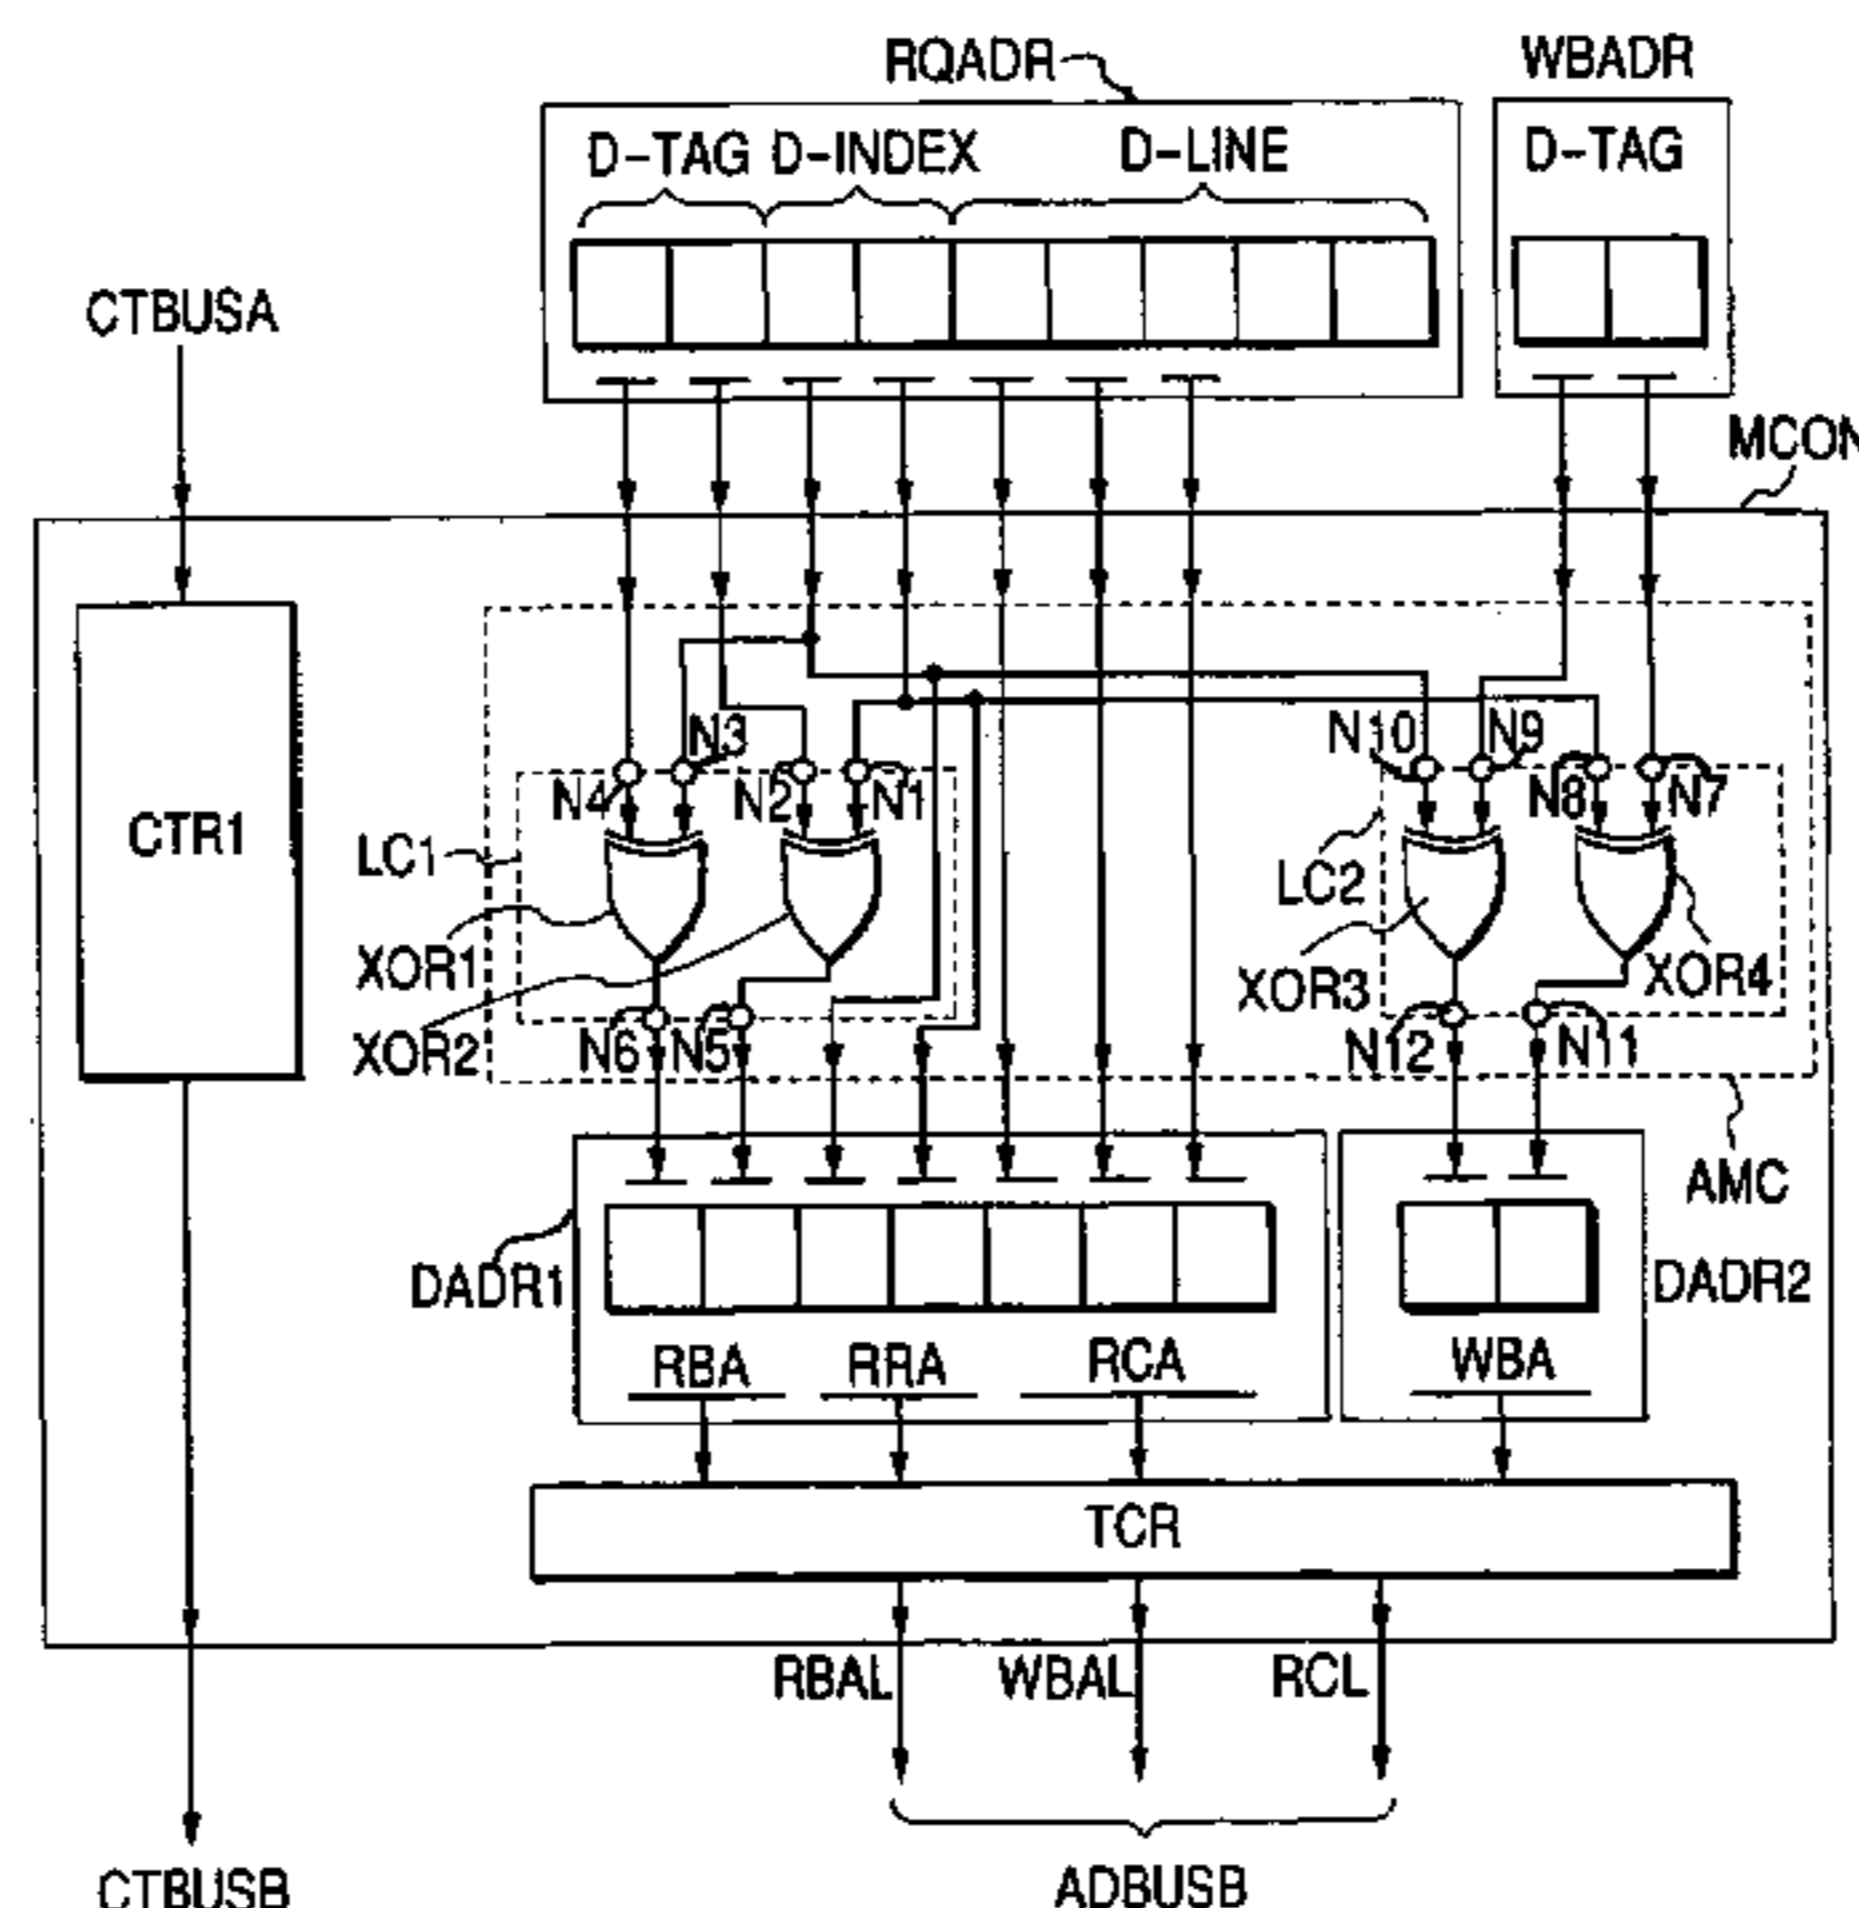 RQADR
WBADR
D-TAG D-INDEX D-LINE
D-TAG
CTBUSA
MCON
N3
N10
N9
N4
N2
N1
N8
N7
CTR1
LC1
LC2
XOR1
XOR3
XOR4
XOR2
N6
N5
N12
N11
AMC
DADR1
DADR2
RBA
RRA
RCA
WBA
TCR
RBAL
WBAL
RCL
CTBUSB
ADBUSB